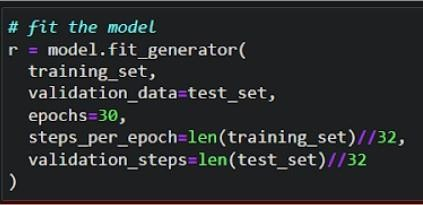 # fit the model
r = model.fit_generator(
  training_set,
  validation_data=test_set,
  epochs=30,
  steps_per_epoch=len(training_set)//32,
  validation_steps=len(test_set)//32
)